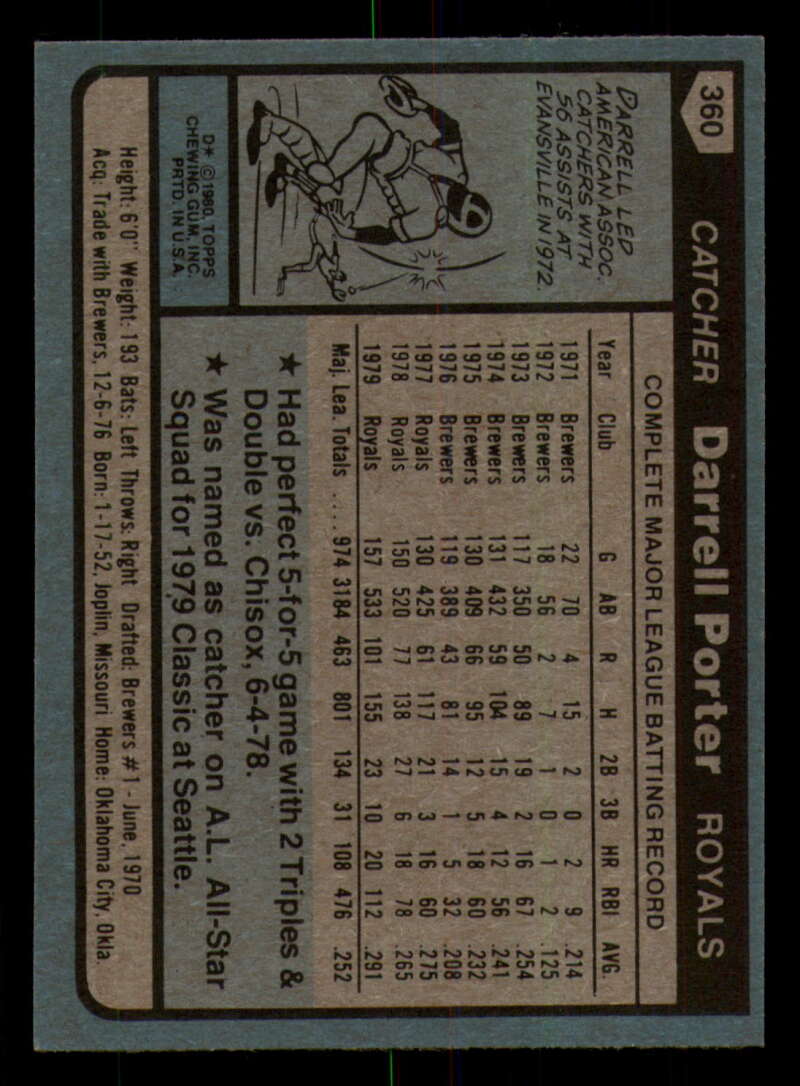 360
CATCHER Darrell Porter ROYALS
DARRELL LED
AMERICAN ASSOC.
CATCHERS WITH
56 ASSISTS AT
EVANSVILLE IN 1972.
D* ©1980, TOPPS
CHEWING GUM, INC.
PRTD. IN U.S.A.
COMPLETE MAJOR LEAGUE BATTING RECORD
Year Club G AB R H 2B 3B HR RBI AVG.
1971 Brewers 22 70 4 15 2 0 2 9 .214
1972 Brewers 18 56 2 7 1 0 1 2 .125
1973 Brewers 117 350 50 89 19 2 16 67 .254
1974 Brewers 131 432 59 104 15 4 12 56 .241
1975 Brewers 130 409 66 95 12 5 18 60 .232
1976 Brewers 119 389 43 81 14 1 5 32 .208
1977 Royals 130 425 61 117 21 3 16 60 .275
1978 Royals 150 520 77 138 27 6 18 78 .265
1979 Royals 157 533 101 155 23 10 20 112 .291
Maj. Lea. Totals .... 974 3184 463 801 134 31 108 476 .252
★ Had perfect 5-for-5 game with 2 Triples &
Double vs. Chisox, 6-4-78.
★ Was named as catcher on A.L. All-Star
Squad for 1979 Classic at Seattle.
Height: 6'0" Weight: 193 Bats: Left Throws: Right Drafted: Brewers #1 - June, 1970
Acq: Trade with Brewers, 12-6-76 Born: 1-17-52, Joplin, Missouri Home: Oklahoma City, Okla.